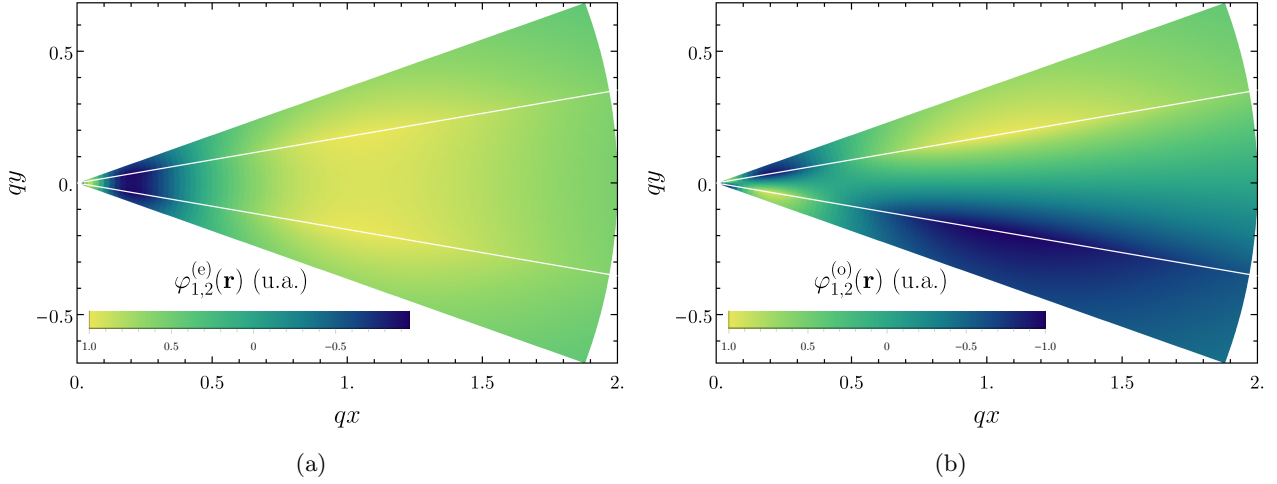 qy
0.5
0.
−0.5
φ_{1,2}^{(e)}(r) (u.a.)
1.0 0.5 0 −0.5
0. 0.5 1. 1.5 2.
qx
(a)
qy
0.5
0.
−0.5
φ_{1,2}^{(o)}(r) (u.a.)
1.0 0.5 0 −0.5 −1.0
0. 0.5 1. 1.5 2.
qx
(b)